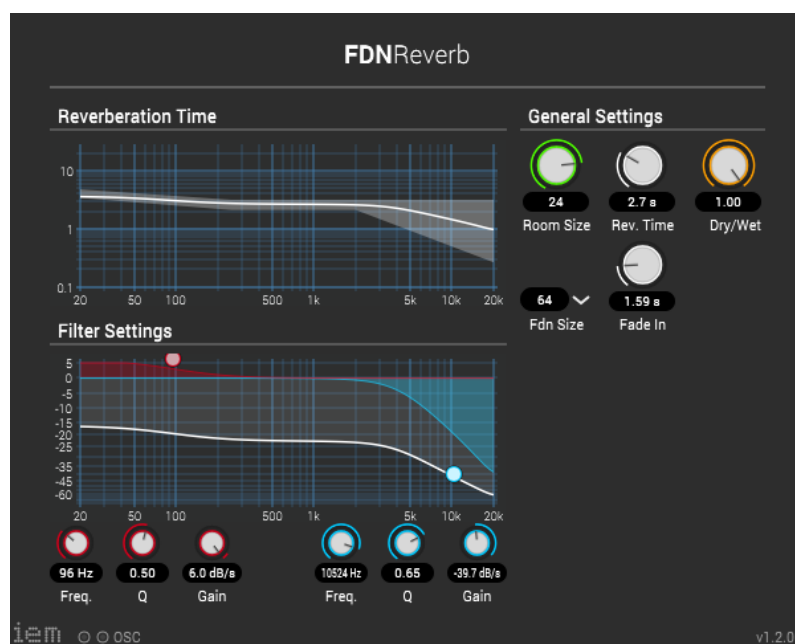 FDNReverb
Reverberation Time
General Settings
10
1
0.1
20 50 100 500 1k 5k 10k 20k
24 2.7 s 1.00
Room Size Rev. Time Dry/Wet
64 1.59 s
Fdn Size Fade In
Filter Settings
5
0
-5
-10
-15
-20
-25
-35
-45
-60
20 50 100 500 1k 5k 10k 20k
96 Hz 0.50 6.0 dB/s 10524 Hz 0.65 -39.7 dB/s
Freq. Q Gain Freq. Q Gain
iem OSC v1.2.0